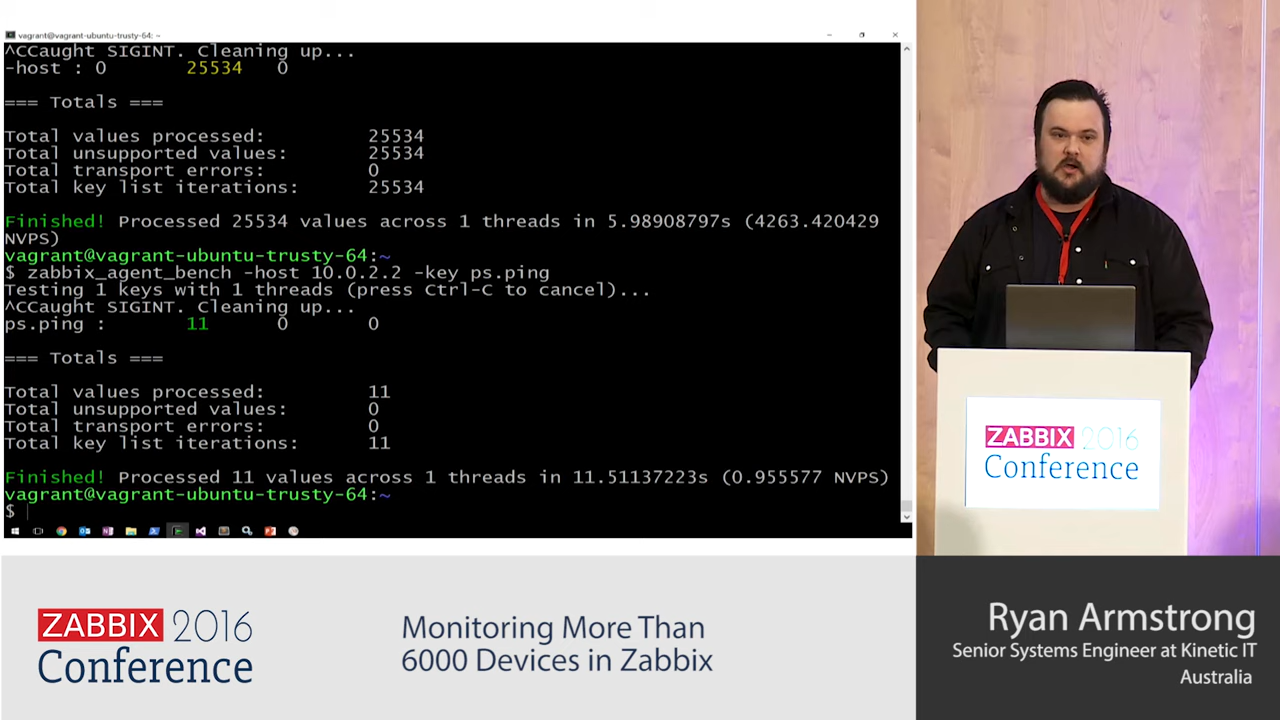 vagrant@vagrant-ubuntu-trusty-64: ~
^CCaught SIGINT. Cleaning up...
-host : 0 25534 0
=== Totals ===
Total values processed: 25534
Total unsupported values: 25534
Total transport errors: 0
Total key list iterations: 25534
Finished! Processed 25534 values across 1 threads in 5.98908797s (4263.420429
NVPS)
vagrant@vagrant-ubuntu-trusty-64:~
$ zabbix_agent_bench -host 10.0.2.2 -key ps.ping
Testing 1 keys with 1 threads (press Ctrl-C to cancel)...
^CCaught SIGINT. Cleaning up...
ps.ping : 11 0 0
=== Totals ===
Total values processed: 11
Total unsupported values: 0
Total transport errors: 0
Total key list iterations: 11
Finished! Processed 11 values across 1 threads in 11.51137223s (0.955577 NVPS)
vagrant@vagrant-ubuntu-trusty-64:~
$
ZABBIX 2016
Conference
ZABBIX 2016
Conference
Monitoring More Than
6000 Devices in Zabbix
Ryan Armstrong
Senior Systems Engineer at Kinetic IT
Australia